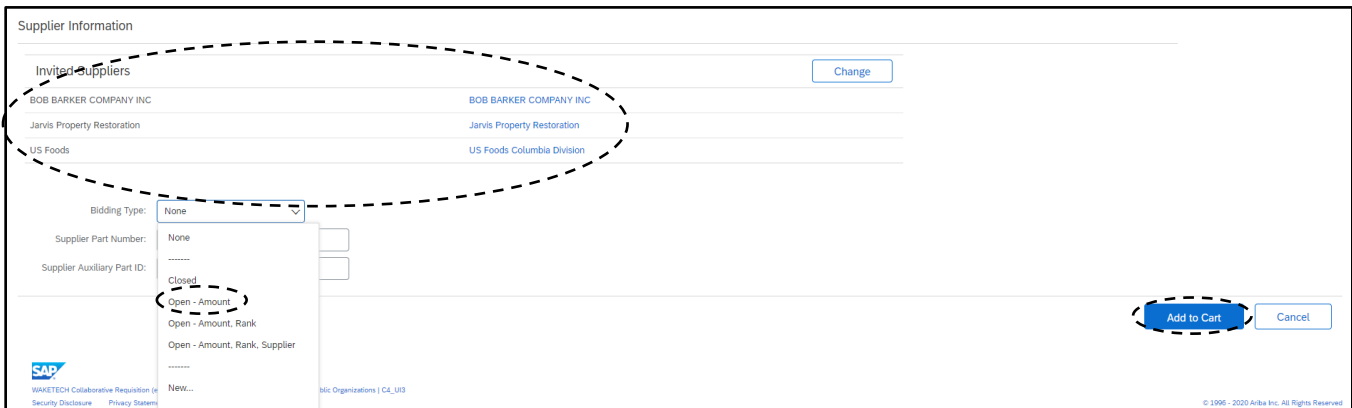 Supplier Information
Invited Suppliers
Change
BOB BARKER COMPANY INC BOB BARKER COMPANY INC
Jarvis Property Restoration Jarvis Property Restoration
US Foods US Foods Columbia Division
Bidding Type: None
Supplier Part Number:
Supplier Auxiliary Part ID:
None
-------
Closed
Open - Amount
Open - Amount, Rank
Open - Amount, Rank, Supplier
-------
New...
Add to Cart Cancel
SAP
WAKETECH Collaborative Requisition (e blic Organizations | C4_UI3
Security Disclosure Privacy Statem © 1996 - 2020 Ariba Inc. All Rights Reserved